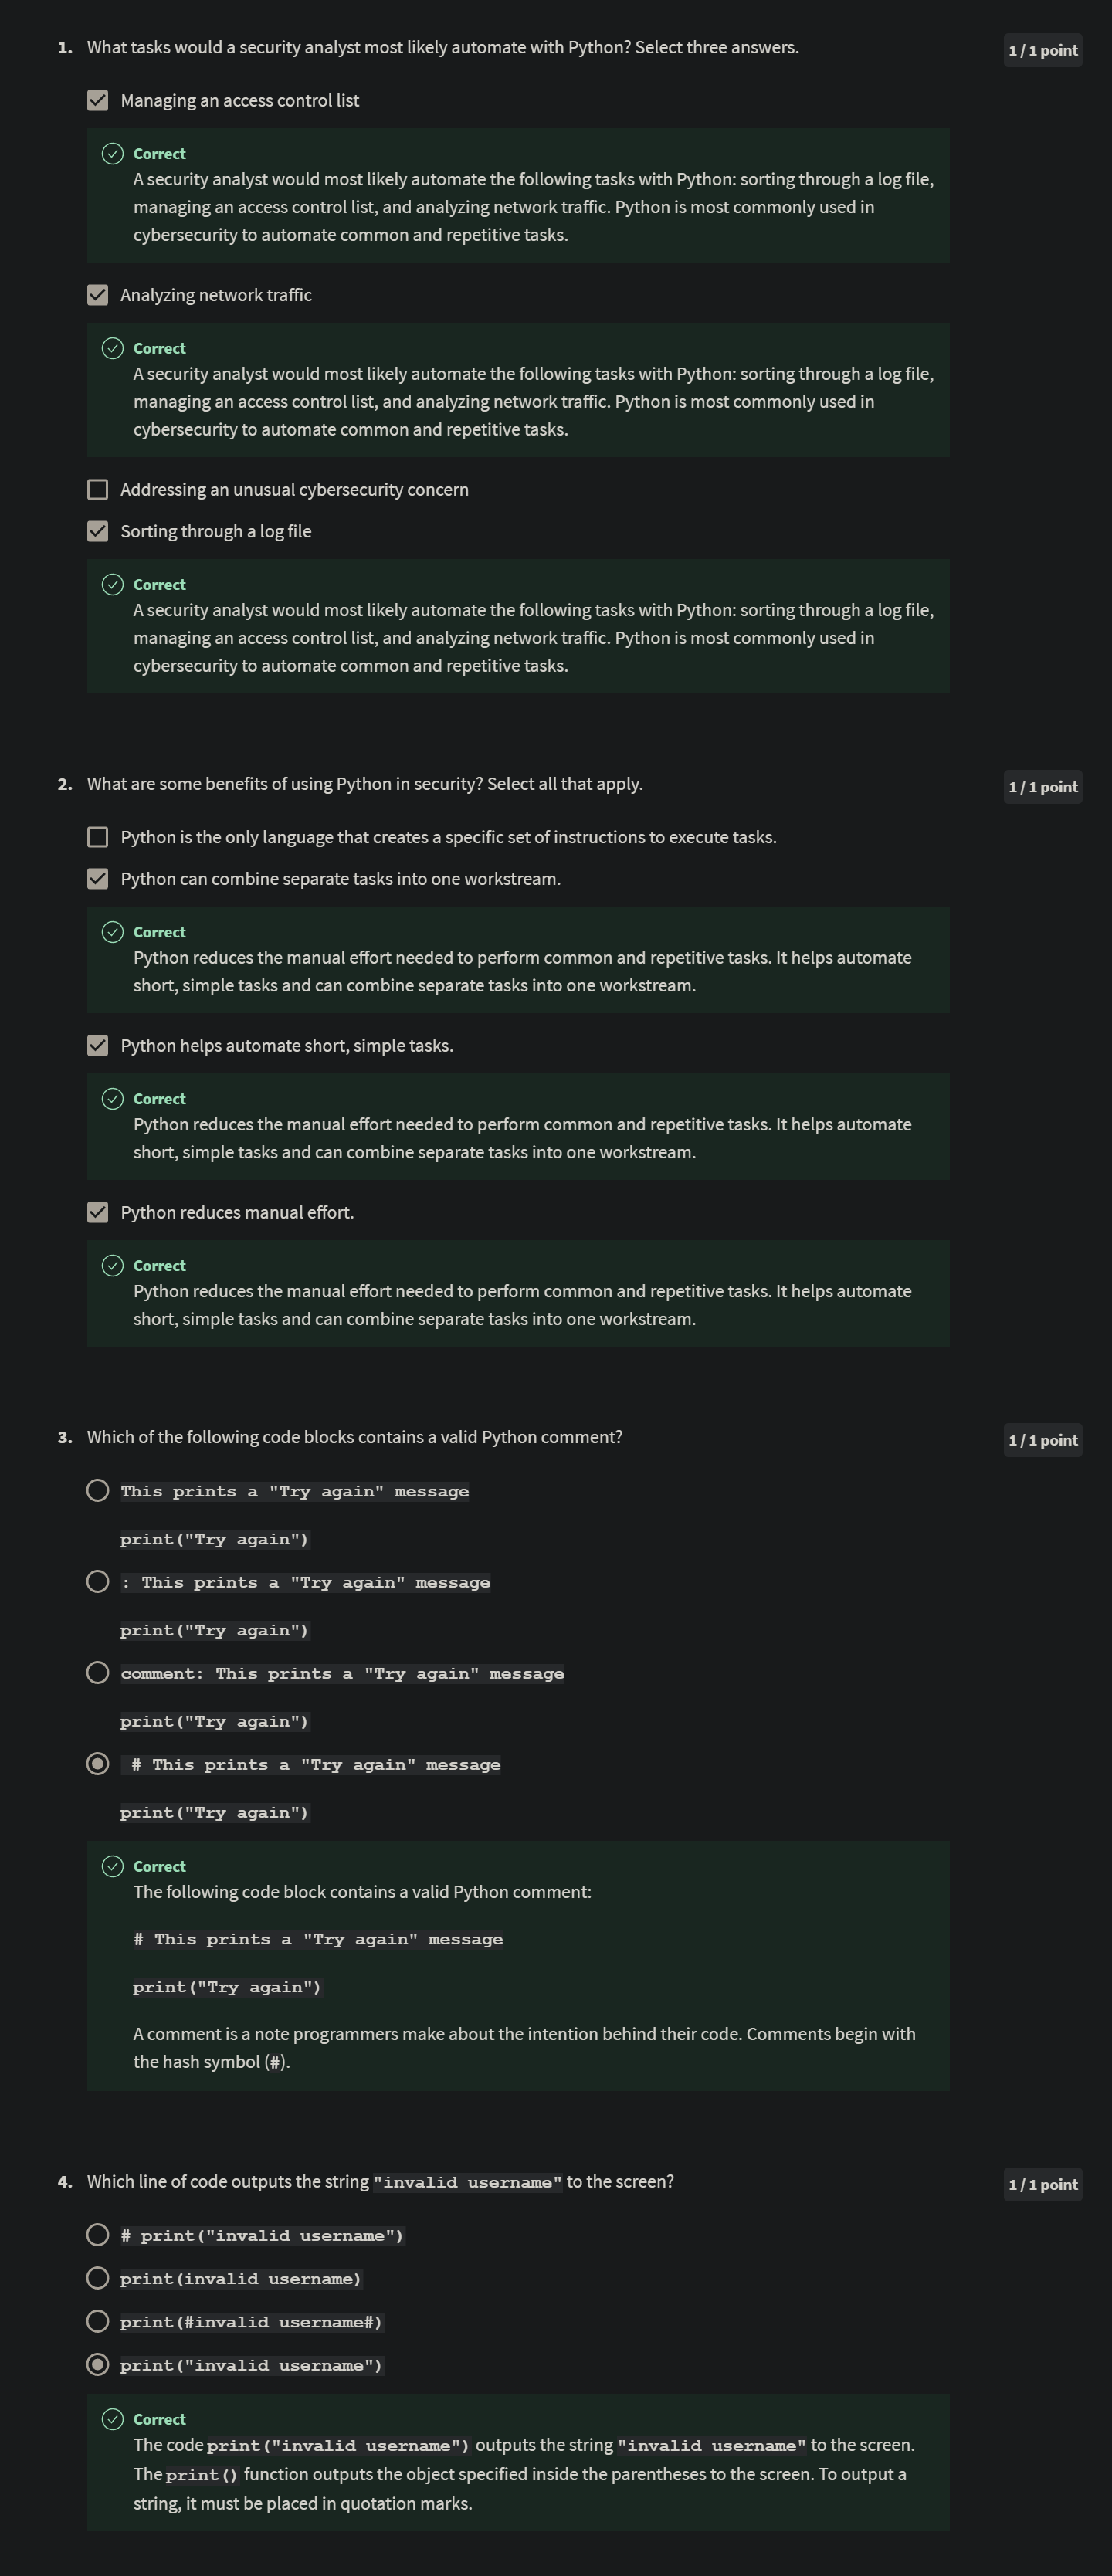 1. What tasks would a security analyst most likely automate with Python? Select three answers.
1 / 1 point
Managing an access control list
Correct
A security analyst would most likely automate the following tasks with Python: sorting through a log file,
managing an access control list, and analyzing network traffic. Python is most commonly used in
cybersecurity to automate common and repetitive tasks.
Analyzing network traffic
Correct
A security analyst would most likely automate the following tasks with Python: sorting through a log file,
managing an access control list, and analyzing network traffic. Python is most commonly used in
cybersecurity to automate common and repetitive tasks.
Addressing an unusual cybersecurity concern
Sorting through a log file
Correct
A security analyst would most likely automate the following tasks with Python: sorting through a log file,
managing an access control list, and analyzing network traffic. Python is most commonly used in
cybersecurity to automate common and repetitive tasks.
2. What are some benefits of using Python in security? Select all that apply.
1 / 1 point
Python is the only language that creates a specific set of instructions to execute tasks.
Python can combine separate tasks into one workstream.
Correct
Python reduces the manual effort needed to perform common and repetitive tasks. It helps automate
short, simple tasks and can combine separate tasks into one workstream.
Python helps automate short, simple tasks.
Correct
Python reduces the manual effort needed to perform common and repetitive tasks. It helps automate
short, simple tasks and can combine separate tasks into one workstream.
Python reduces manual effort.
Correct
Python reduces the manual effort needed to perform common and repetitive tasks. It helps automate
short, simple tasks and can combine separate tasks into one workstream.
3. Which of the following code blocks contains a valid Python comment?
1 / 1 point
This prints a "Try again" message
print("Try again")
: This prints a "Try again" message
print("Try again")
comment: This prints a "Try again" message
print("Try again")
# This prints a "Try again" message
print("Try again")
Correct
The following code block contains a valid Python comment:
# This prints a "Try again" message
print("Try again")
A comment is a note programmers make about the intention behind their code. Comments begin with
the hash symbol (#).
4. Which line of code outputs the string "invalid username" to the screen?
1 / 1 point
# print("invalid username")
print(invalid username)
print(#invalid username#)
print("invalid username")
Correct
The code print("invalid username") outputs the string "invalid username" to the screen.
The print() function outputs the object specified inside the parentheses to the screen. To output a
string, it must be placed in quotation marks.